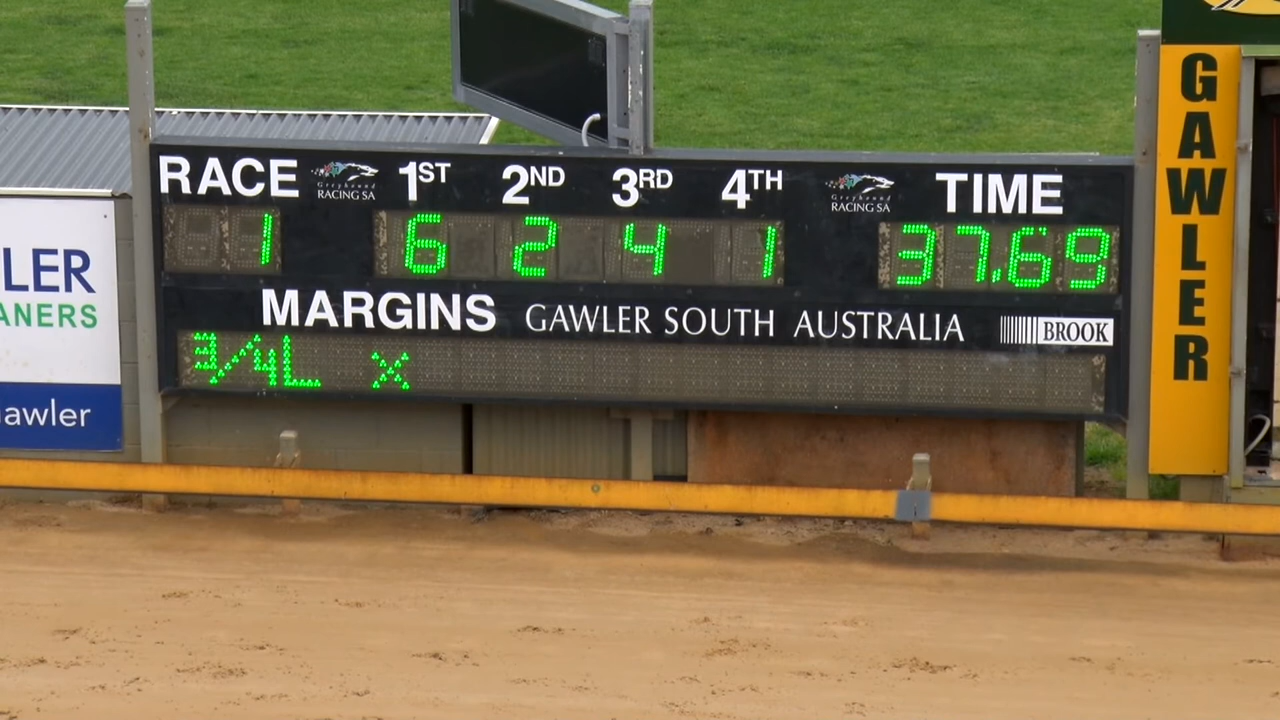 RACE 1ST 2ND 3RD 4TH TIME
Greyhound RACING SA
Greyhound RACING SA
1 6 2 4 1 37.69
MARGINS GAWLER SOUTH AUSTRALIA BROOK
3/4L X
GAWLER
LER
ANERS
awler